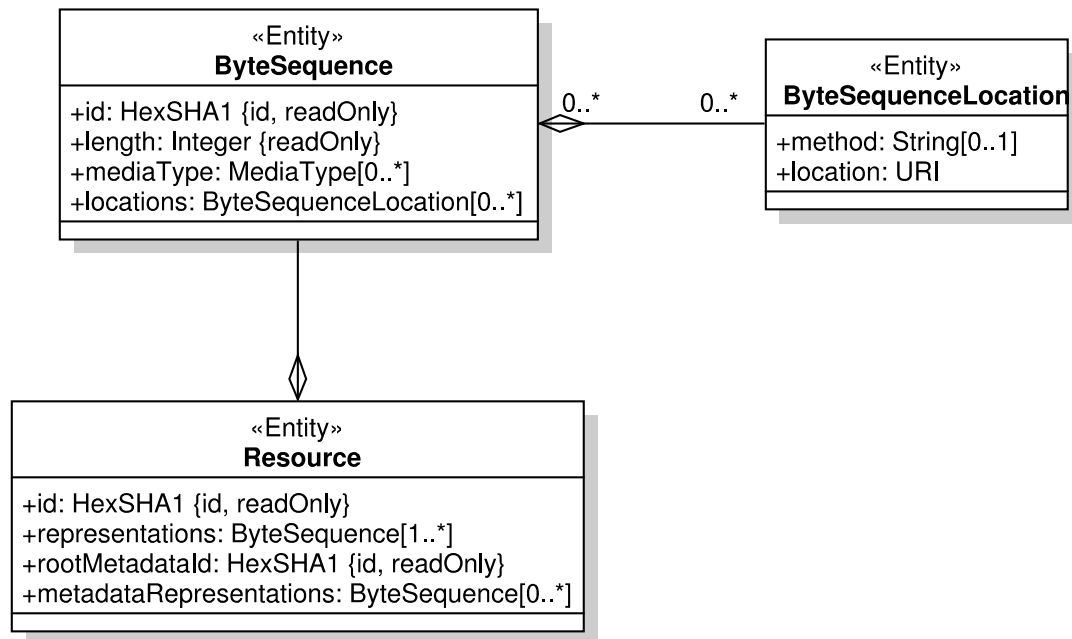 «Entity»
ByteSequence
+id: HexSHA1 {id, readOnly}
+length: Integer {readOnly}
+mediaType: MediaType[0..*]
+locations: ByteSequenceLocation[0..*]
0..*
0..*
«Entity»
ByteSequenceLocation
+method: String[0..1]
+location: URI
«Entity»
Resource
+id: HexSHA1 {id, readOnly}
+representations: ByteSequence[1..*]
+rootMetadataId: HexSHA1 {id, readOnly}
+metadataRepresentations: ByteSequence[0..*]